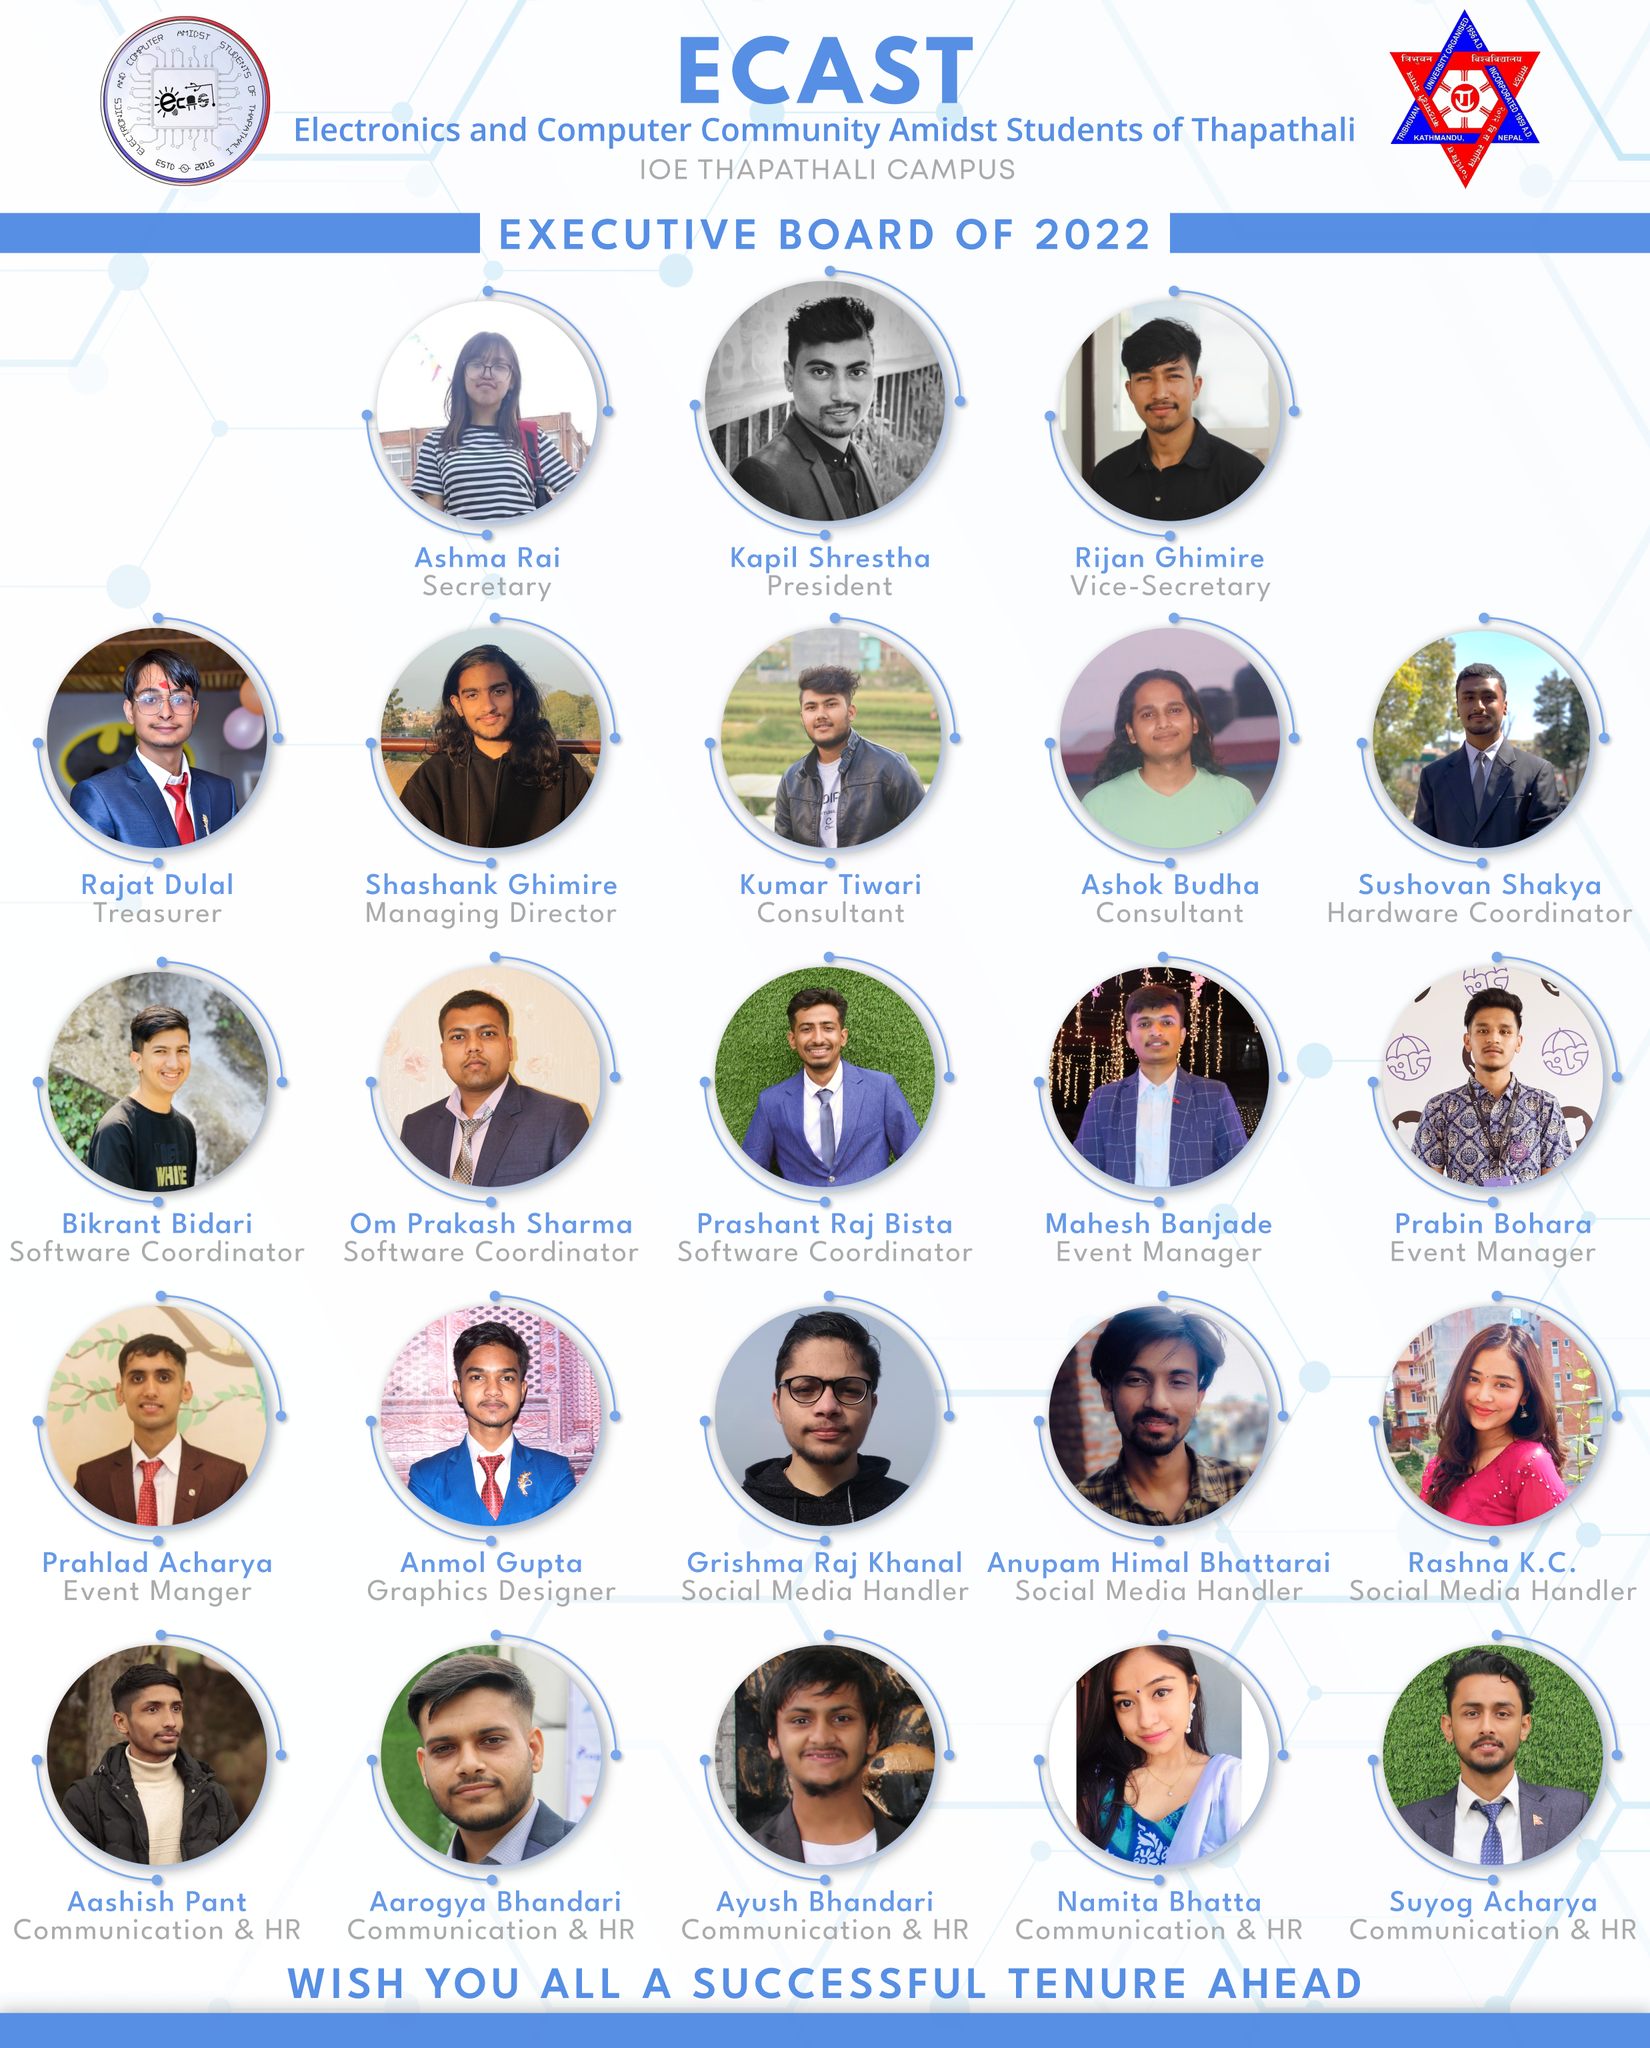 ELECTRONICS AND COMPUTER AMIDST STUDENTS OF THAPATHALI
ecas
ESTD 2016
ECAST
Electronics and Computer Community Amidst Students of Thapathali
IOE THAPATHALI CAMPUS
त्रिभुवन विश्वविद्यालय
TRIBHUVAN UNIVERSITY ORGANISED 1956 A.D.
INCORPORATED 1959 A.D.
KATHMANDU, NEPAL
EXECUTIVE BOARD OF 2022
Ashma Rai Kapil Shrestha Rijan Ghimire
Secretary President Vice-Secretary
Rajat Dulal Shashank Ghimire Kumar Tiwari Ashok Budha Sushovan Shakya
Treasurer Managing Director Consultant Consultant Hardware Coordinator
WHITE
Bikrant Bidari Om Prakash Sharma Prashant Raj Bista Mahesh Banjade Prabin Bohara
Software Coordinator Software Coordinator Software Coordinator Event Manager Event Manager
Prahlad Acharya Anmol Gupta Grishma Raj Khanal Anupam Himal Bhattarai Rashna K.C.
Event Manger Graphics Designer Social Media Handler Social Media Handler Social Media Handler
Aashish Pant Aarogya Bhandari Ayush Bhandari Namita Bhatta Suyog Acharya
Communication & HR Communication & HR Communication & HR Communication & HR Communication & HR
WISH YOU ALL A SUCCESSFUL TENURE AHEAD